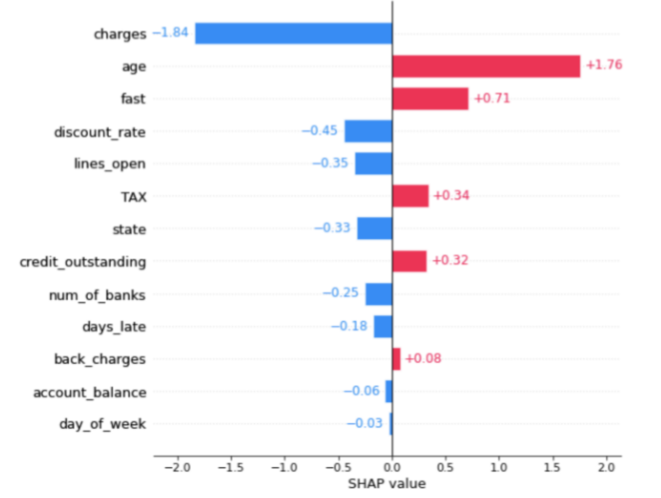 charges −1.84
age +1.76
fast +0.71
discount_rate −0.45
lines_open −0.35
TAX +0.34
state −0.33
credit_outstanding +0.32
num_of_banks −0.25
days_late −0.18
back_charges +0.08
account_balance −0.06
day_of_week −0.03
−2.0 −1.5 −1.0 −0.5 0.0 0.5 1.0 1.5 2.0
SHAP value